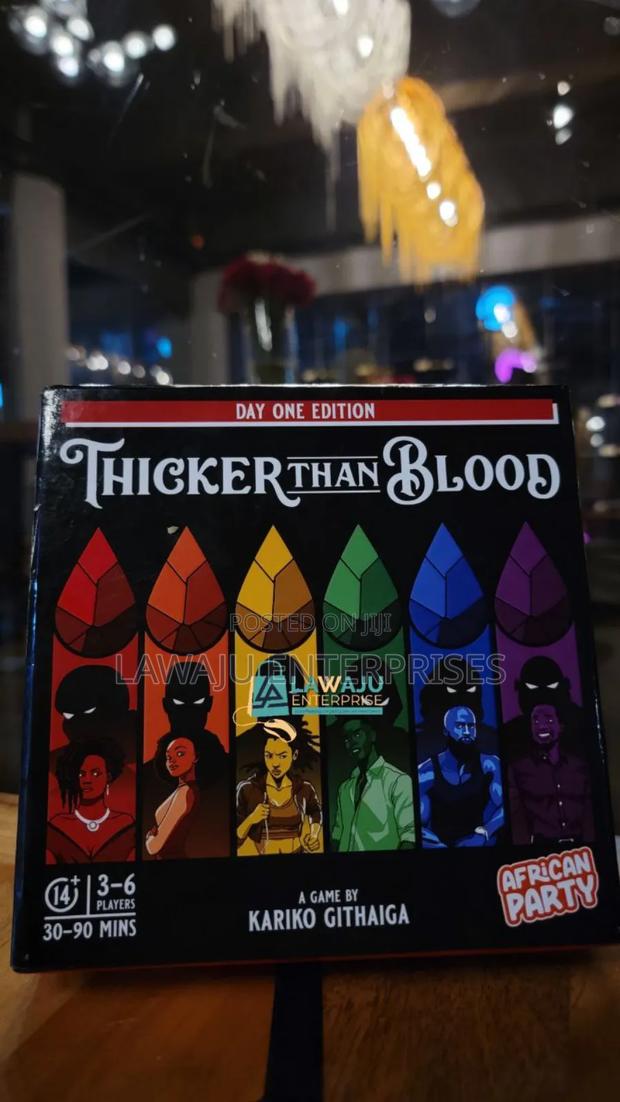 DAY ONE EDITION
THICKER THAN BLOOD
POSTED ON JIJI
LAWAJU ENTERPRISES
LAWAJU
ENTERPRISE
14+
3-6
PLAYERS
30-90 MINS
A GAME BY
KARIKO GITHAIGA
AFRICAN
PARTY